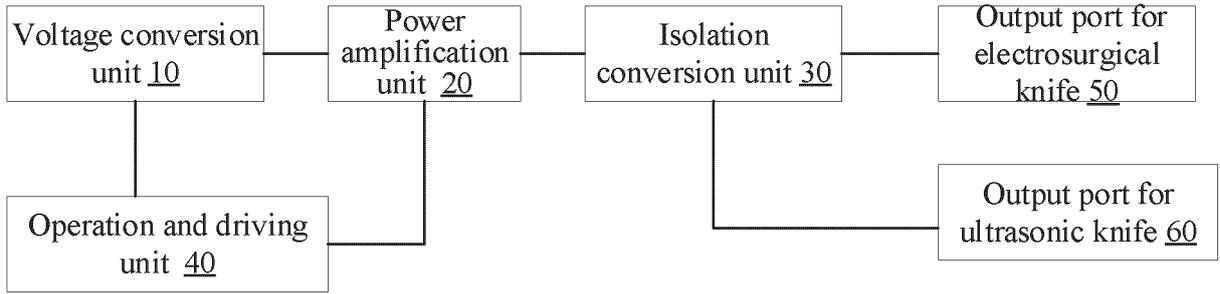 Voltage conversion
unit 10
Power
amplification
unit 20
Isolation
conversion unit 30
Output port for
electrosurgical
knife 50
Operation and driving
unit 40
Output port for
ultrasonic knife 60